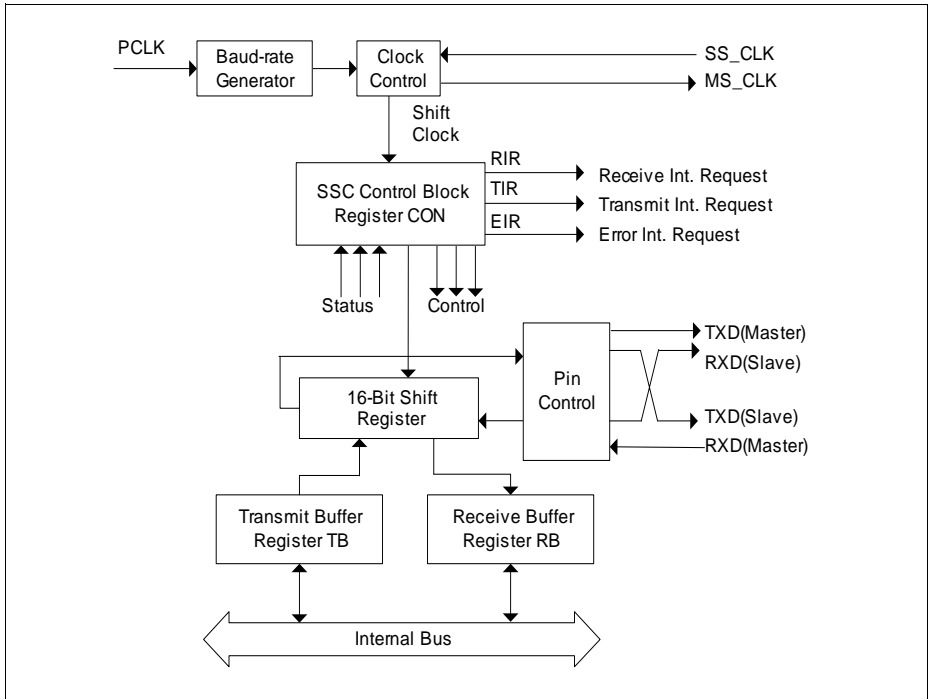 PCLK
Baud-rate
Generator
Clock
Control
SS_CLK
MS_CLK
Shift
Clock
SSC Control Block
Register CON
RIR
Receive Int. Request
TIR
Transmit Int. Request
EIR
Error Int. Request
Status
Control
16-Bit Shift
Register
Pin
Control
TXD(Master)
RXD(Slave)
TXD(Slave)
RXD(Master)
Transmit Buffer
Register TB
Receive Buffer
Register RB
Internal Bus